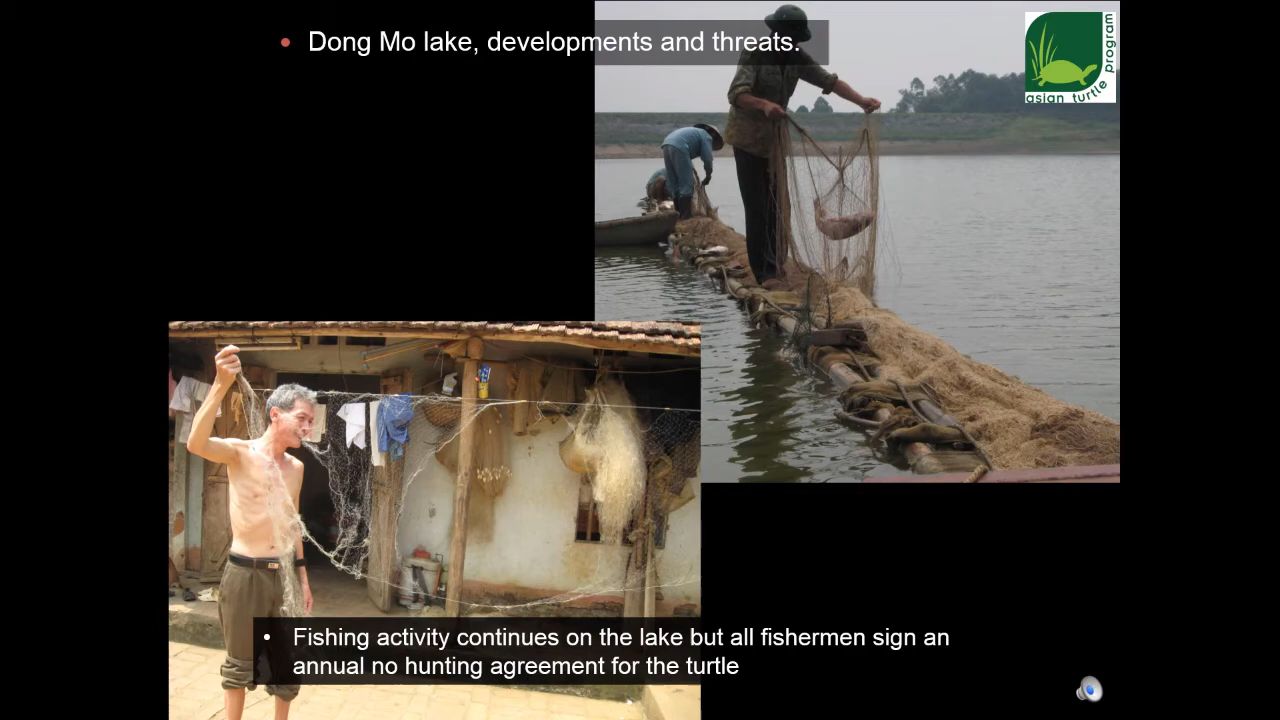 • Dong Mo lake, developments and threats.
asian turtle program
• Fishing activity continues on the lake but all fishermen sign an
annual no hunting agreement for the turtle